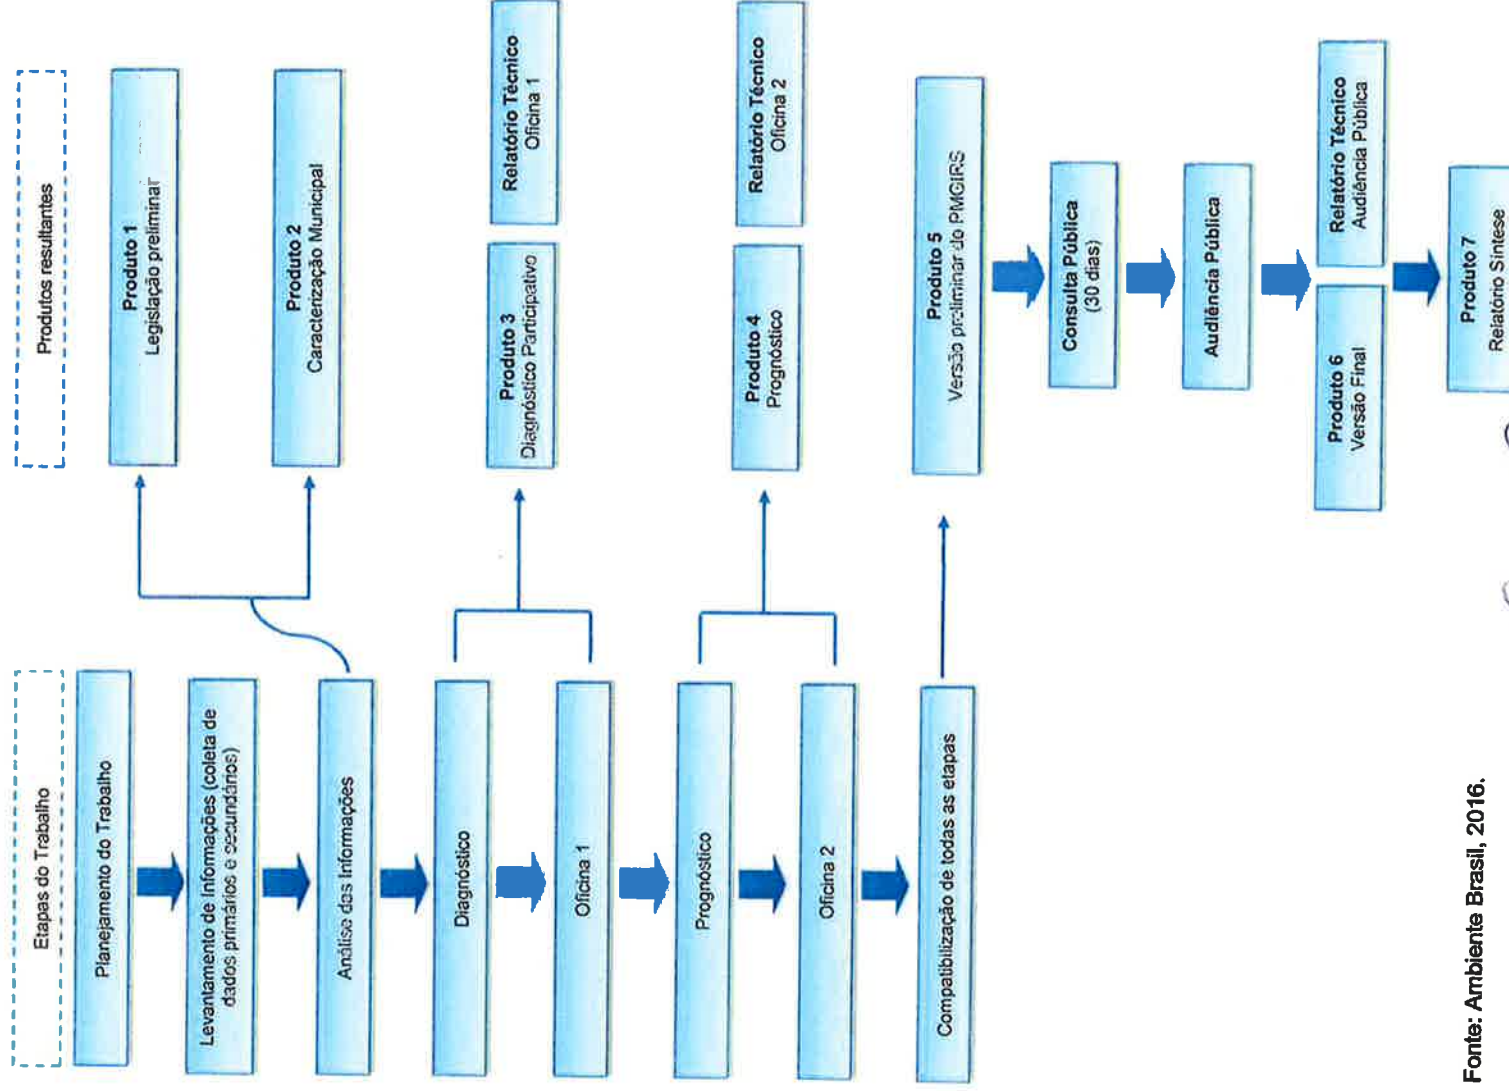 Etapas do Trabalho
Planejamento do Trabalho
Levantamento de Informações (coleta de
dados primários e secundários)
Análise das Informações
Diagnóstico
Oficina 1
Prognóstico
Oficina 2
Compatibilização de todas as etapas
Produtos resultantes
Produto 1
Legislação preliminar
Produto 2
Caracterização Municipal
Produto 3
Diagnóstico Participativo
Relatório Técnico
Oficina 1
Produto 4
Prognóstico
Relatório Técnico
Oficina 2
Produto 5
Versão preliminar do PMGIRS
Consulta Pública
(30 dias)
Audiência Pública
Produto 6
Versão Final
Relatório Técnico
Audiência Pública
Produto 7
Relatório Síntese
Fonte: Ambiente Brasil, 2016.